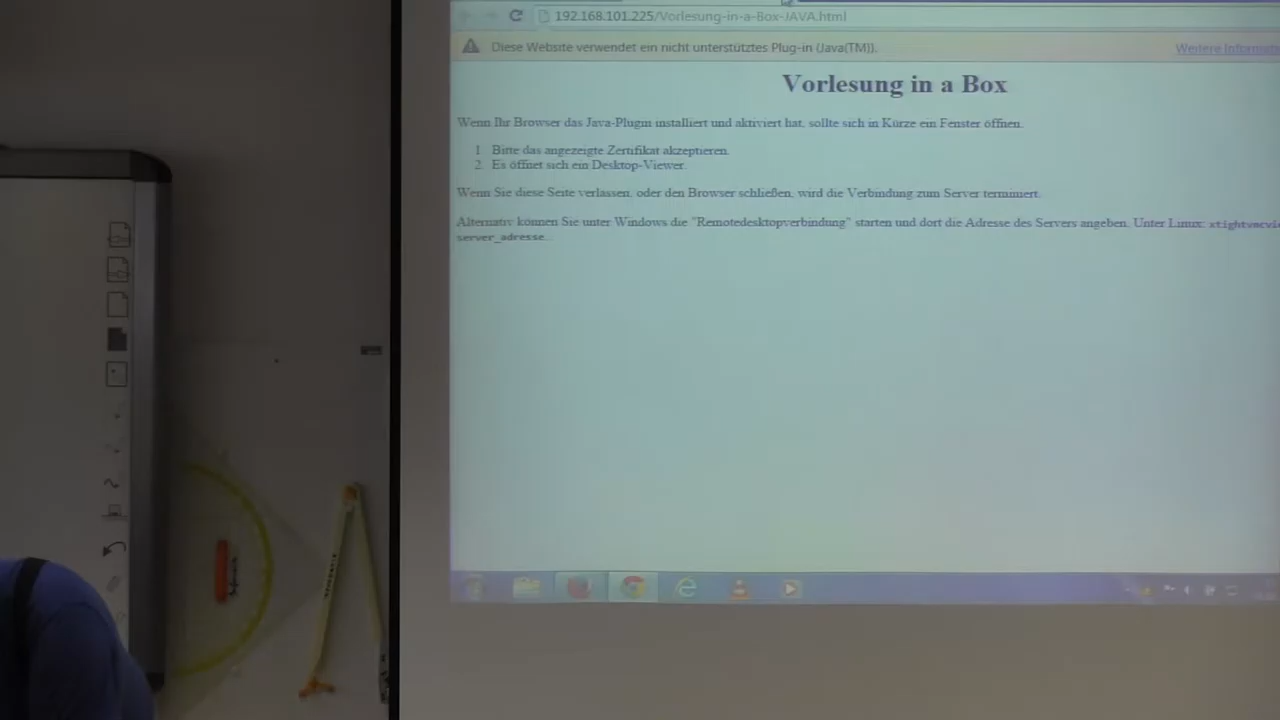 192.168.101.225/Vorlesung-in-a-Box-JAVA.html
Diese Website verwendet ein nicht unterstütztes Plug-in (Java(TM)).
Weitere
Vorlesung in a Box
Wenn Ihr Browser das Java-Plugin installiert und aktiviert hat, sollte sich in Kürze ein Fenster öffnen.
1. Bitte das angezeigte Zertifikat akzeptieren.
2. Es öffnet sich ein Desktop-Viewer.
Wenn Sie diese Seite verlassen, oder den Browser schließen, wird die Verbindung zum Server terminiert.
Alternativ können Sie unter Windows die "Remotedesktopverbindung" starten und dort die Adresse des Servers angeben. Unter Linux: xtightvncvie
server_adresse.